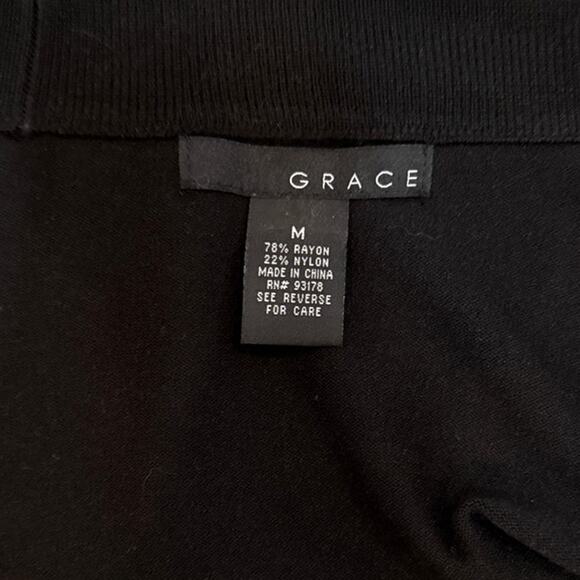 GRACE
M
78% RAYON
22% NYLON
MADE IN CHINA
RN# 93178
SEE REVERSE
FOR CARE